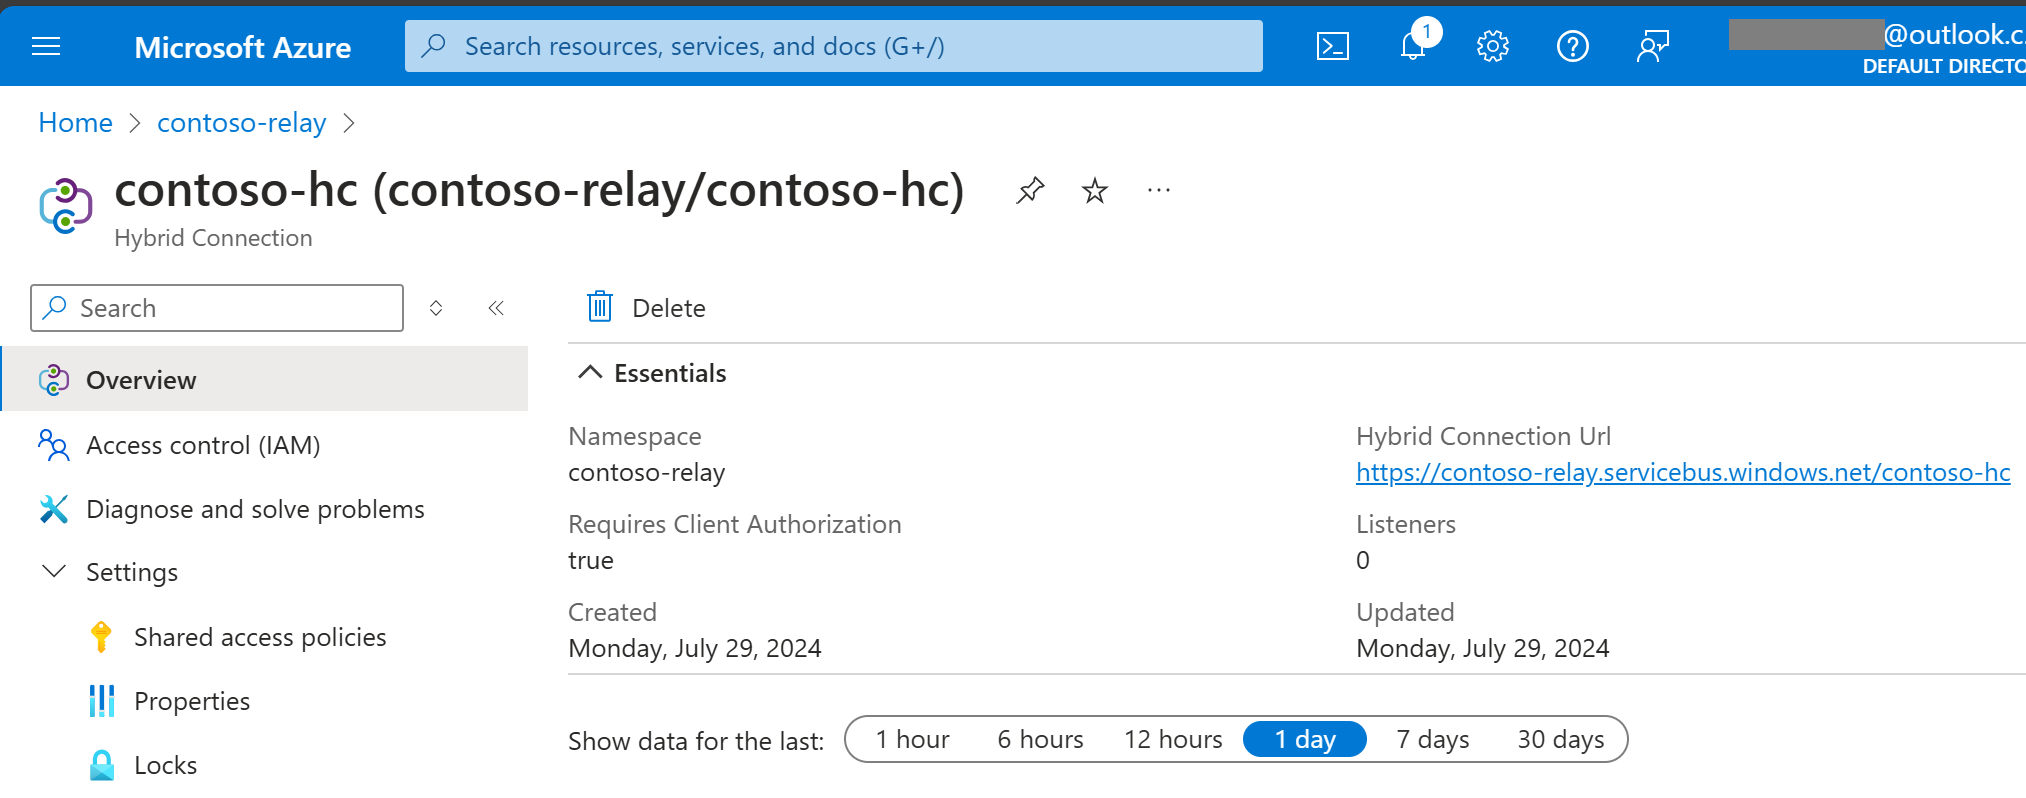 Microsoft Azure
Search resources, services, and docs (G+/)
1
@outlook.c
DEFAULT DIRECTO
Home > contoso-relay >
contoso-hc (contoso-relay/contoso-hc)
Hybrid Connection
Search
Overview
Access control (IAM)
Diagnose and solve problems
Settings
Shared access policies
Properties
Locks
Delete
Essentials
Namespace
contoso-relay
Hybrid Connection Url
https://contoso-relay.servicebus.windows.net/contoso-hc
Requires Client Authorization
true
Listeners
0
Created
Monday, July 29, 2024
Updated
Monday, July 29, 2024
Show data for the last: 1 hour 6 hours 12 hours 1 day 7 days 30 days